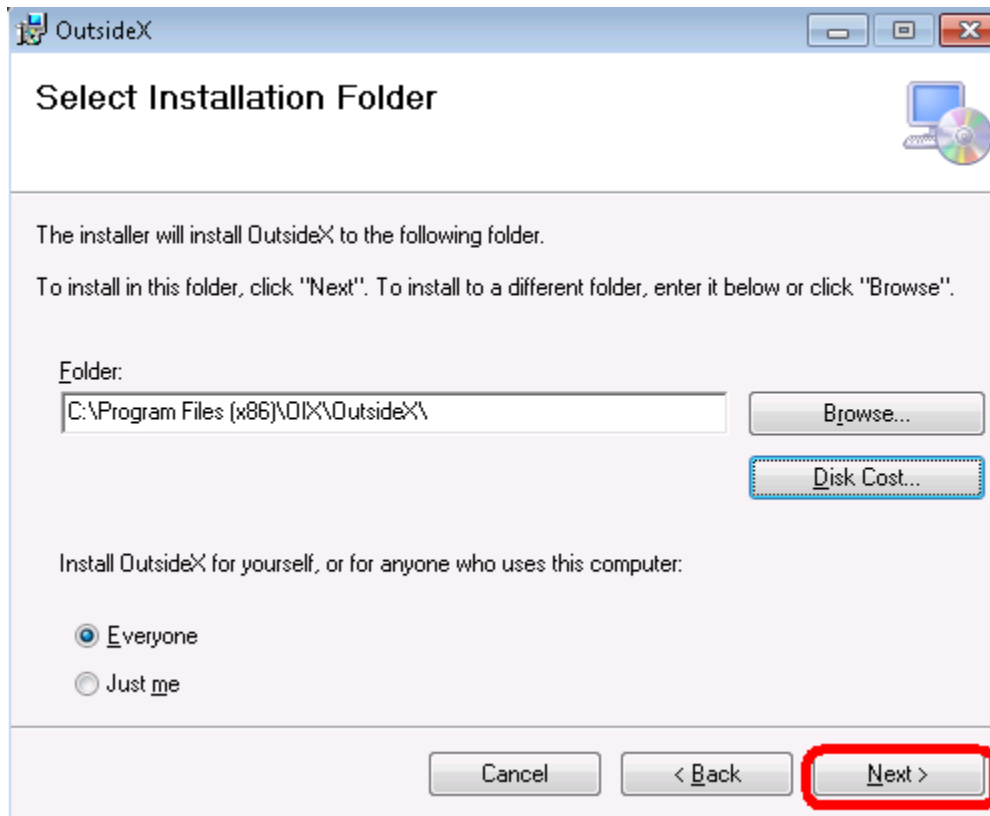 OutsideX
Select Installation Folder
The installer will install OutsideX to the following folder.
To install in this folder, click "Next". To install to a different folder, enter it below or click "Browse".
Folder:
C:\Program Files (x86)\OIX\OutsideX\
Browse...
Disk Cost...
Install OutsideX for yourself, or for anyone who uses this computer:
Everyone
Just me
Cancel
< Back
Next >